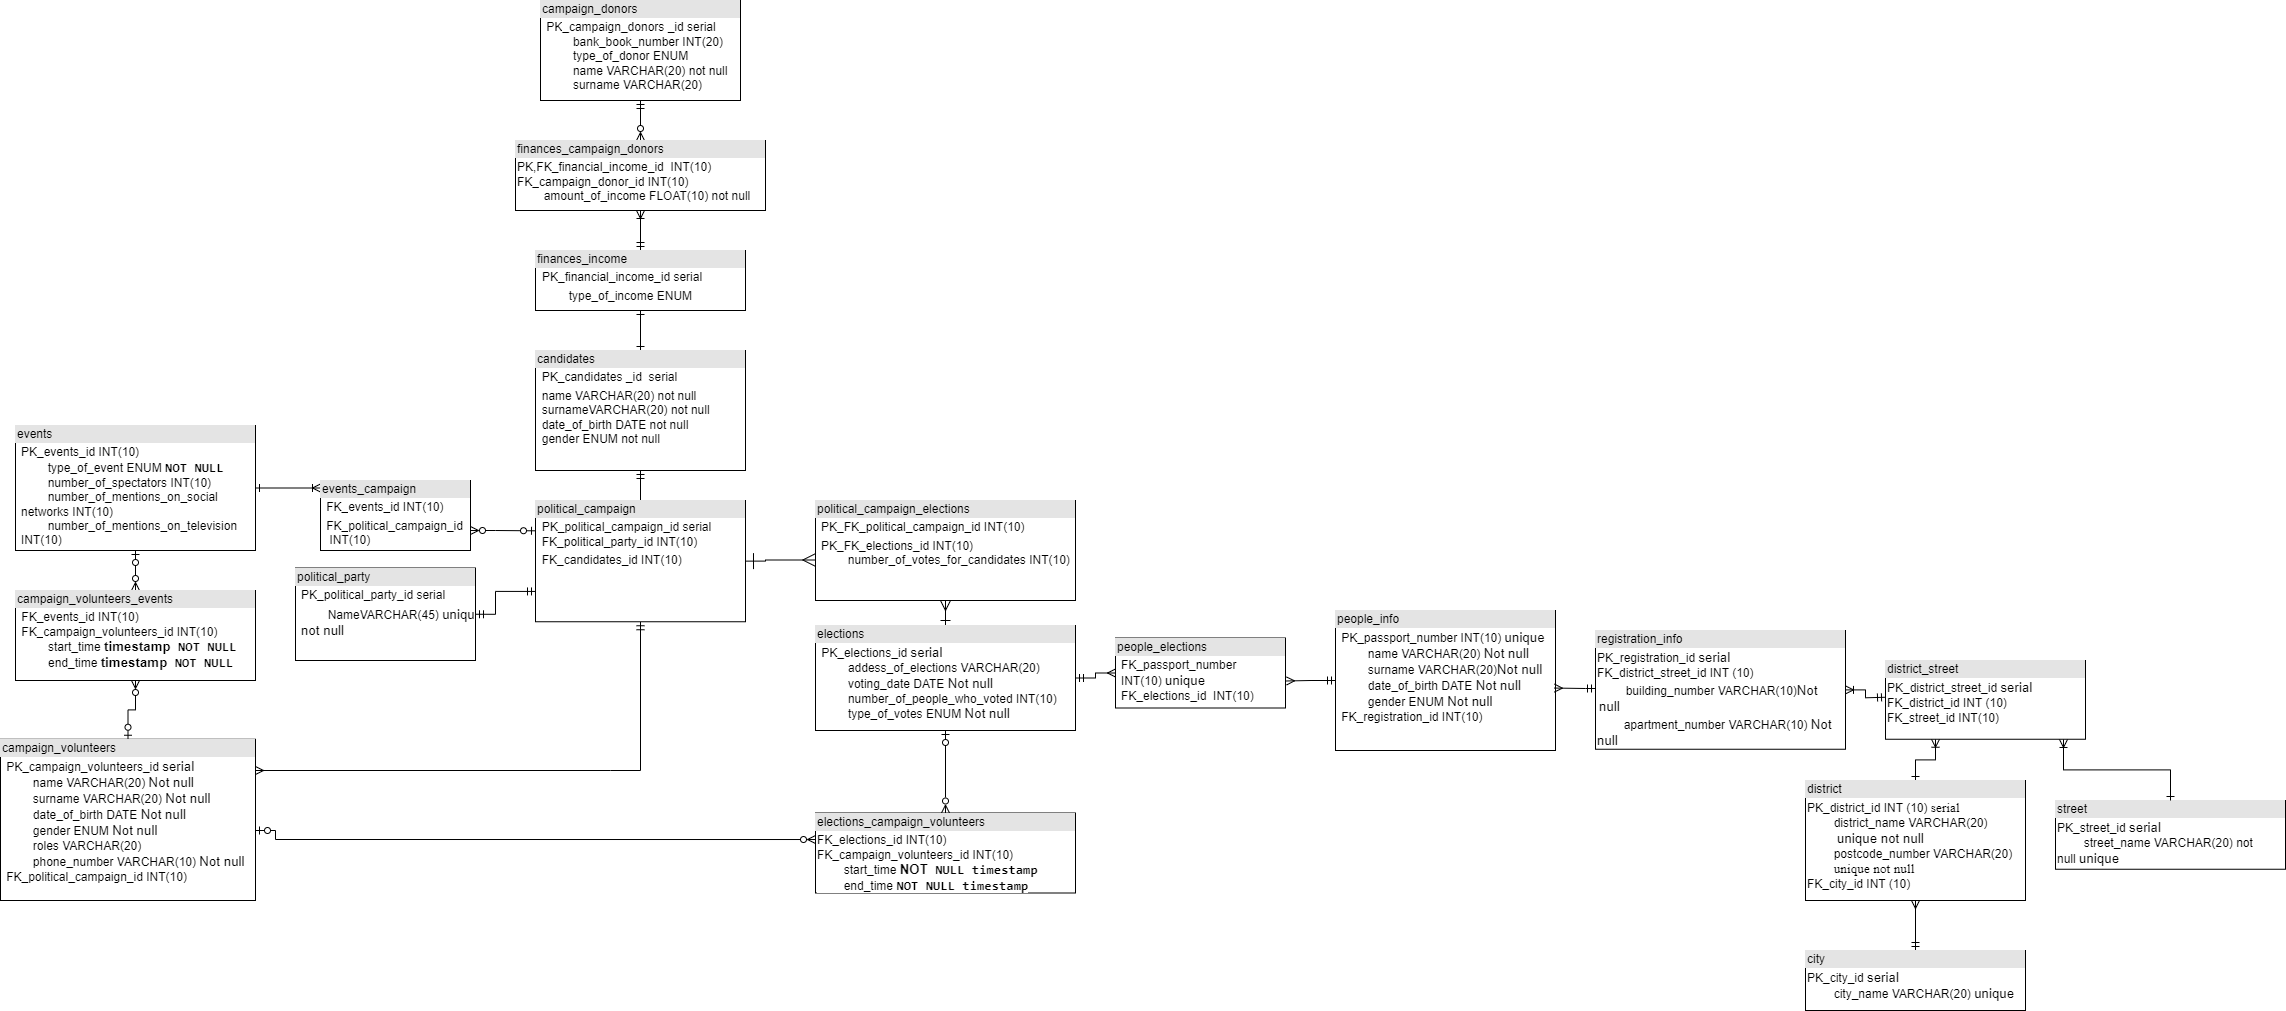 campaign_donors
PK_campaign_donors _id serial
bank_book_number INT(20)
type_of_donor ENUM
name VARCHAR(20) not null
surname VARCHAR(20)
finances_campaign_donors
PK,FK_financial_income_id INT(10)
FK_campaign_donor_id INT(10)
amount_of_income FLOAT(10) not null
finances_income
PK_financial_income_id serial
type_of_income ENUM
candidates
PK_candidates _id serial
name VARCHAR(20) not null
surnameVARCHAR(20) not null
date_of_birth DATE not null
gender ENUM not null
events
PK_events_id INT(10)
type_of_event ENUM NOT NULL
number_of_spectators INT(10)
number_of_mentions_on_social
networks INT(10)
number_of_mentions_on_television
INT(10)
events_campaign
FK_events_id INT(10)
FK_political_campaign_id
INT(10)
political_campaign
PK_political_campaign_id serial
FK_political_party_id INT(10)
FK_candidates_id INT(10)
political_campaign_elections
PK_FK_political_campaign_id INT(10)
PK_FK_elections_id INT(10)
number_of_votes_for_candidates INT(10)
political_party
PK_political_party_id serial
NameVARCHAR(45) uniqu
not null
campaign_volunteers_events
FK_events_id INT(10)
FK_campaign_volunteers_id INT(10)
start_time timestamp NOT NULL
end_time timestamp NOT NULL
elections
PK_elections_id serial
addess_of_elections VARCHAR(20)
voting_date DATE Not null
number_of_people_who_voted INT(10)
type_of_votes ENUM Not null
people_elections
FK_passport_number
INT(10) unique
FK_elections_id INT(10)
people_info
PK_passport_number INT(10) unique
name VARCHAR(20) Not null
surname VARCHAR(20)Not null
date_of_birth DATE Not null
gender ENUM Not null
FK_registration_id INT(10)
registration_info
PK_registration_id serial
FK_district_street_id INT (10)
building_number VARCHAR(10)Not
null
apartment_number VARCHAR(10) Not
null
district_street
PK_district_street_id serial
FK_district_id INT (10)
FK_street_id INT(10)
campaign_volunteers
PK_campaign_volunteers_id serial
name VARCHAR(20) Not null
surname VARCHAR(20) Not null
date_of_birth DATE Not null
gender ENUM Not null
roles VARCHAR(20)
phone_number VARCHAR(10) Not null
FK_political_campaign_id INT(10)
elections_campaign_volunteers
FK_elections_id INT(10)
FK_campaign_volunteers_id INT(10)
start_time NOT NULL timestamp
end_time NOT NULL timestamp
district
PK_district_id INT (10) serial
district_name VARCHAR(20)
unique not null
postcode_number VARCHAR(20)
unique not null
FK_city_id INT (10)
street
PK_street_id serial
street_name VARCHAR(20) not
null unique
city
PK_city_id serial
city_name VARCHAR(20) unique